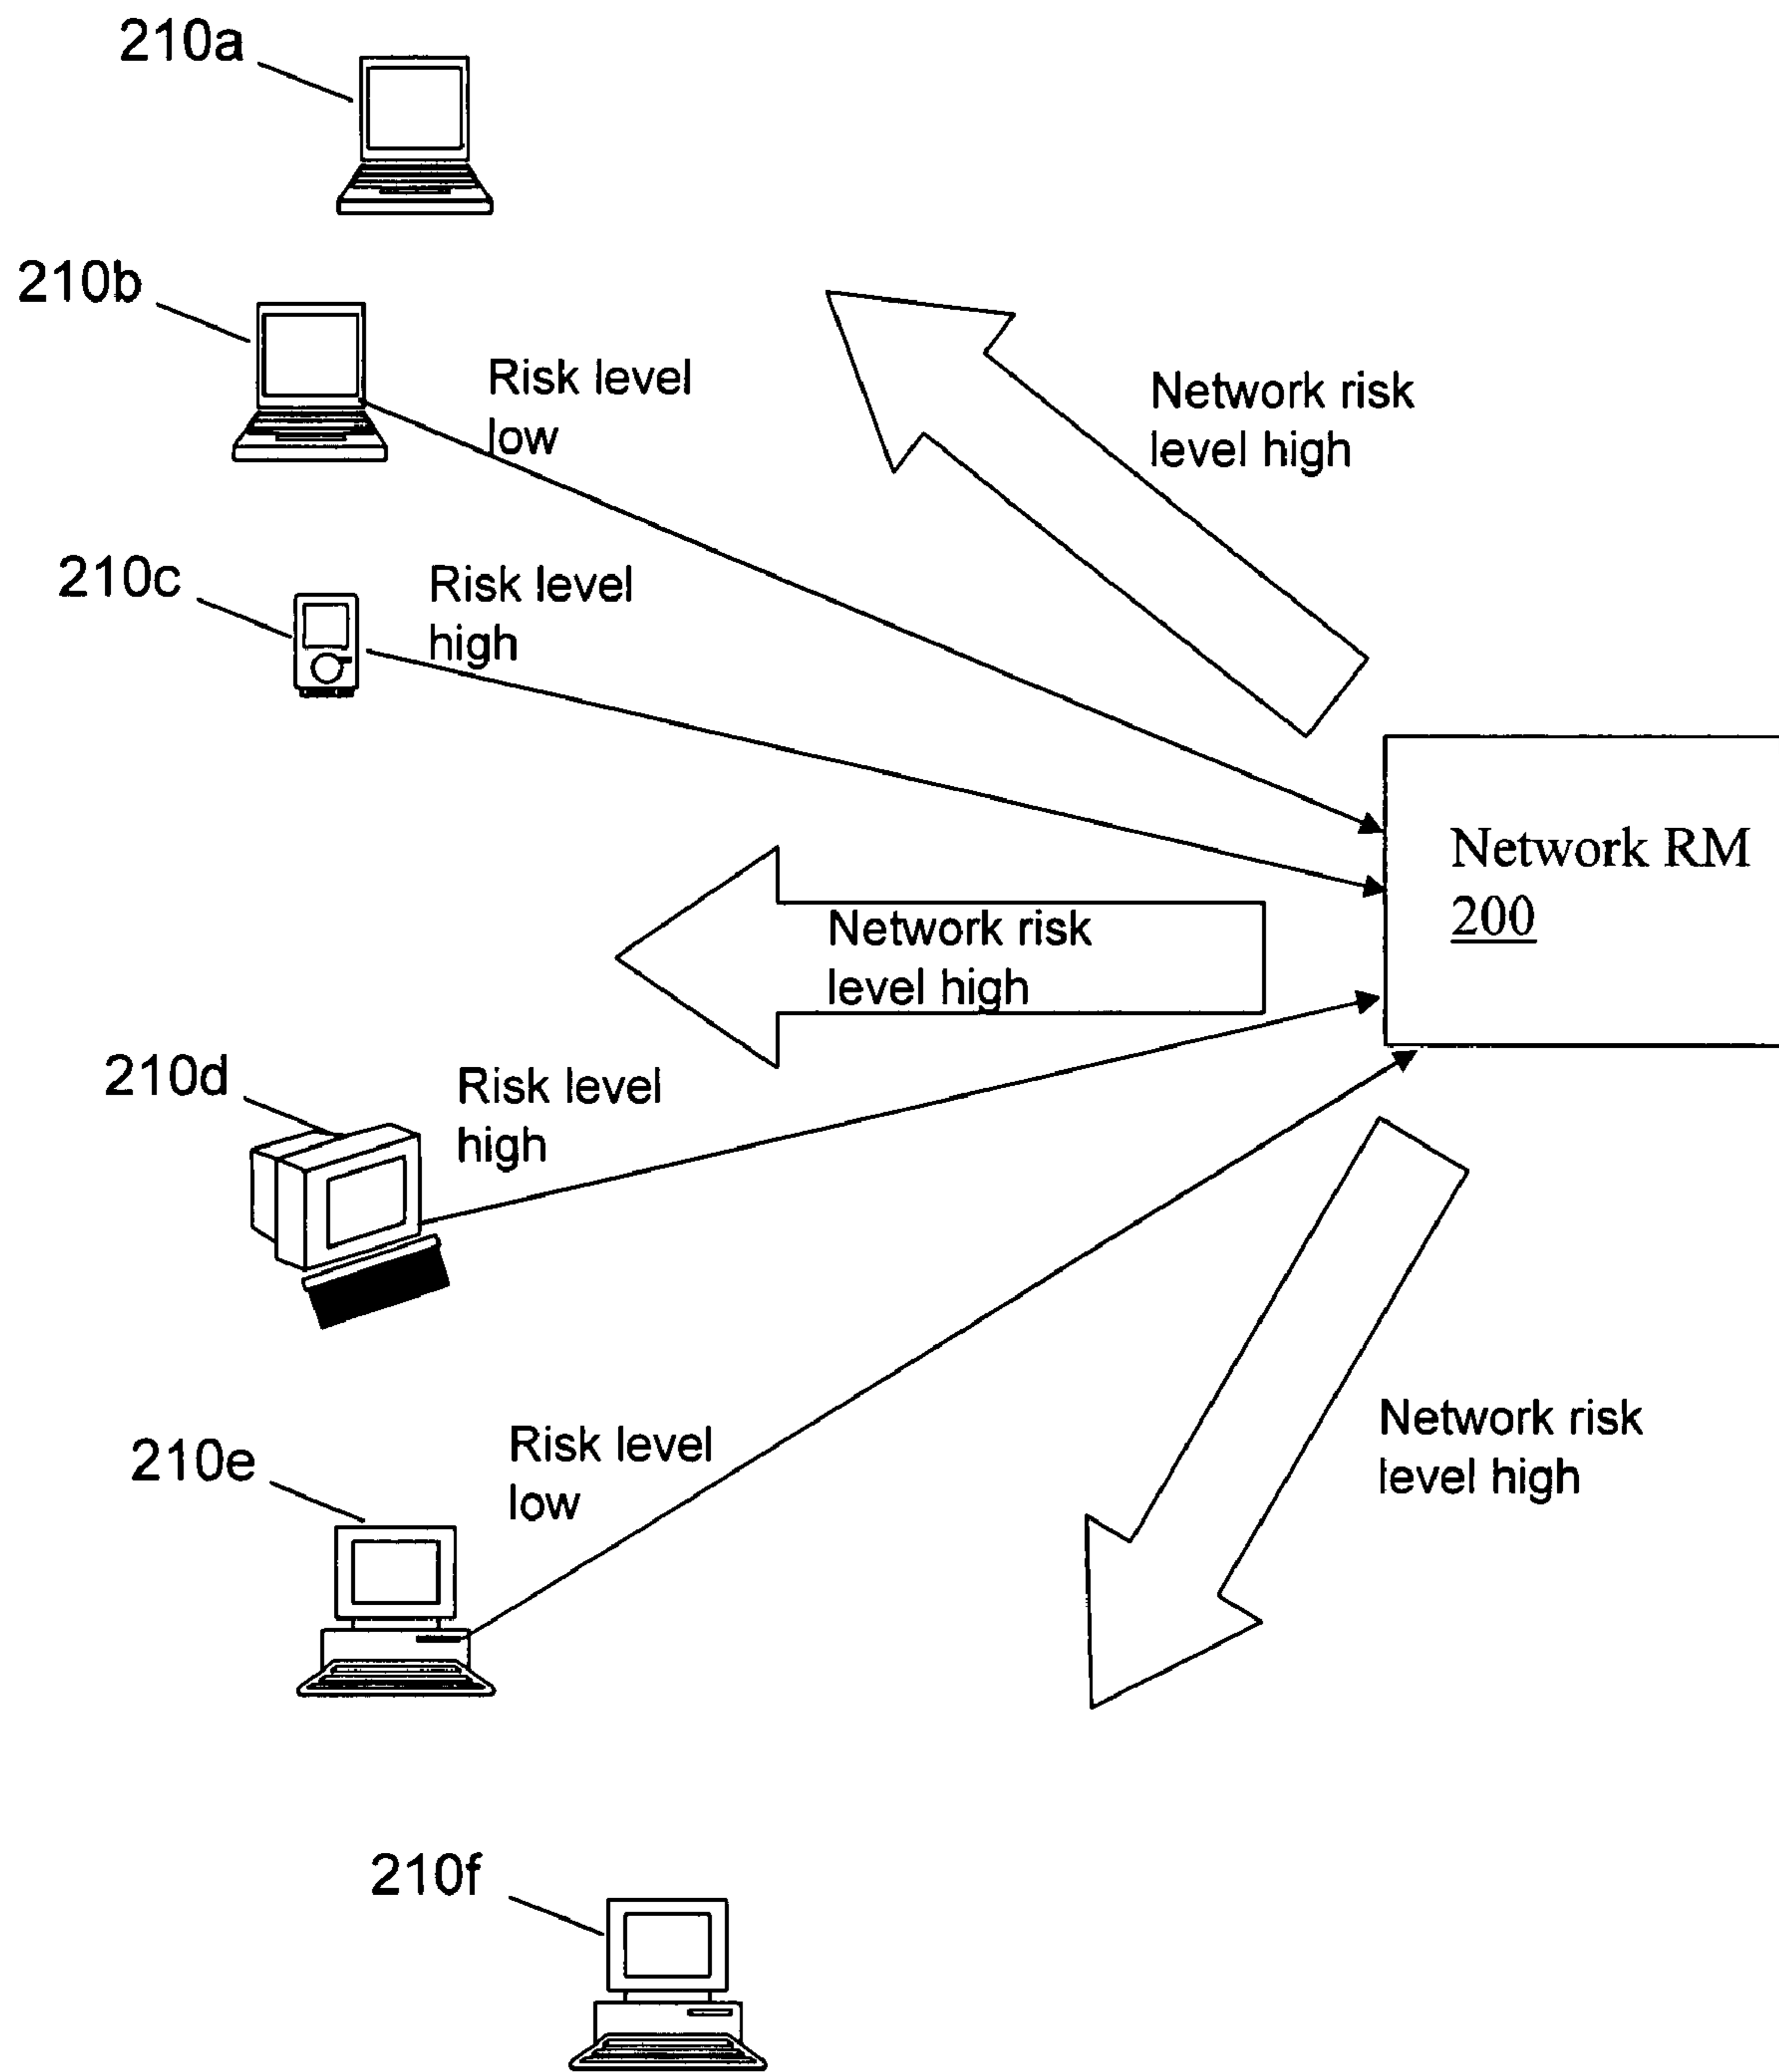 210a
210b
Risk level
low
Network risk
level high
210c
Risk level
high
Network RM
200
Network risk
level high
210d
Risk level
high
210e
Risk level
low
Network risk
level high
210f